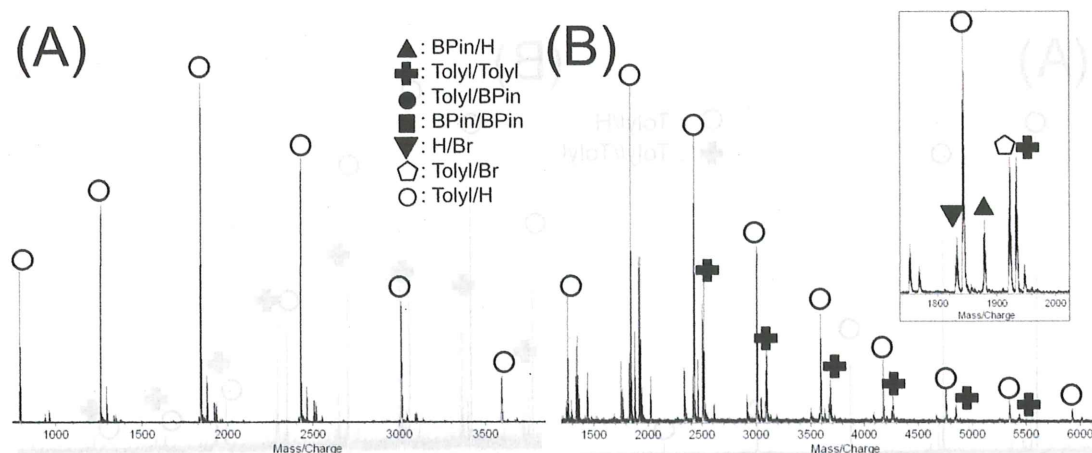 (A)
: BPin/H
: Tolyl/Tolyl
: Tolyl/BPin
: BPin/BPin
: H/Br
: Tolyl/Br
: Tolyl/H
1000 1500 2000 2500 3000 3500
Mass/Charge
(B)
1500 2000 2500 3000 3500 4000 4500 5000 5500 6000
Mass/Charge
1800 1900 2000
Mass/Charge